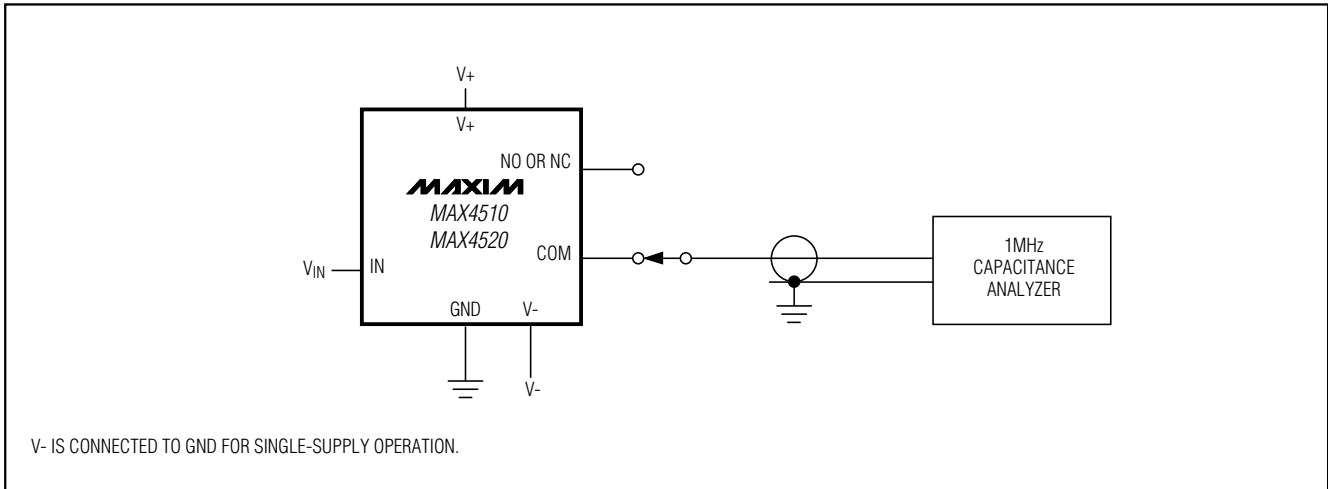 V+
V+
NO OR NC
MAXIM
MAX4510
MAX4520
COM
VIN
IN
GND
V-
V-
1MHz
CAPACITANCE
ANALYZER
V- IS CONNECTED TO GND FOR SINGLE-SUPPLY OPERATION.